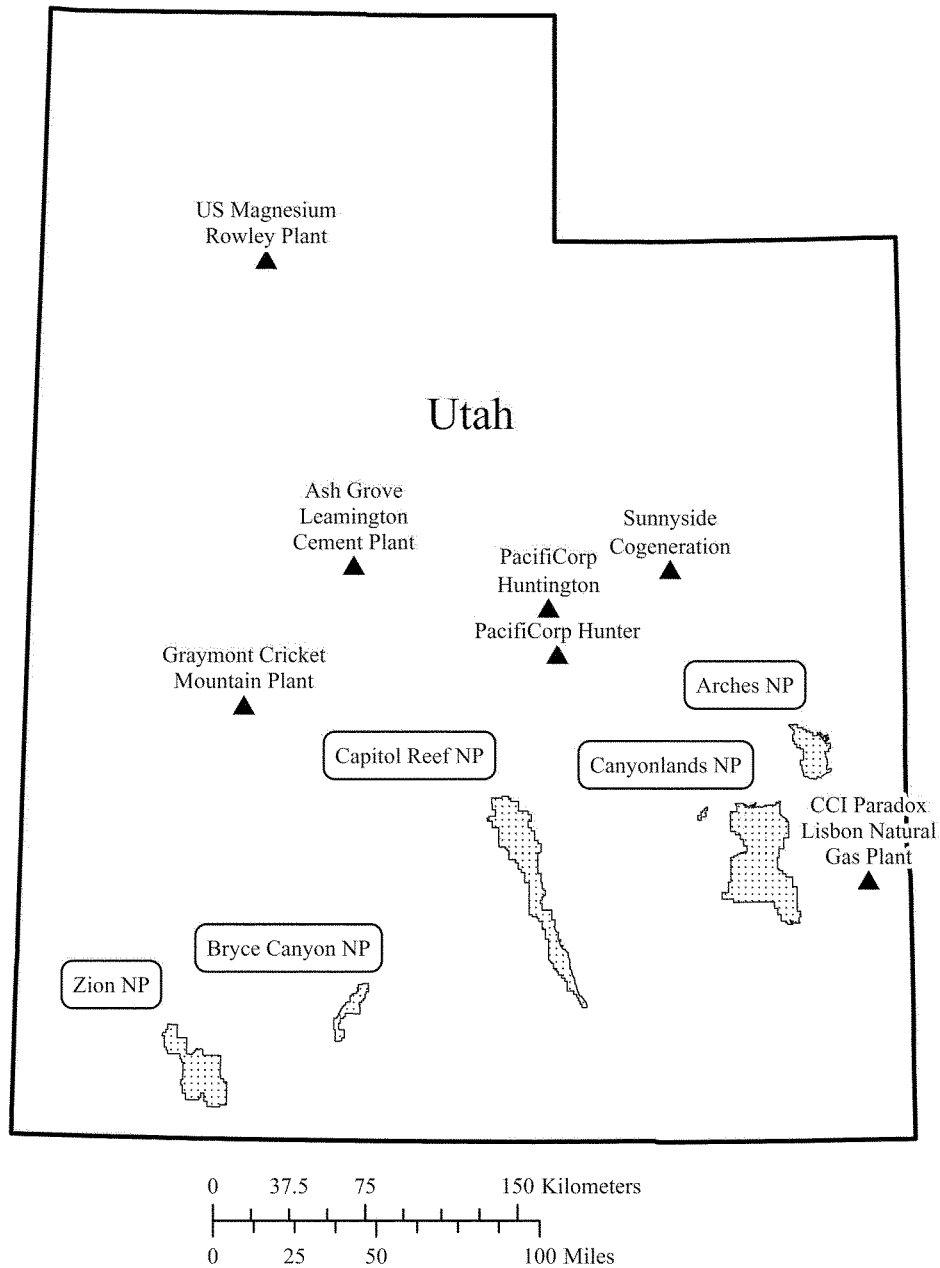 US Magnesium
Rowley Plant
Utah
Ash Grove
Leamington
Cement Plant
Sunnyside
Cogeneration
PacifiCorp
Huntington
PacifiCorp Hunter
Graymont Cricket
Mountain Plant
Arches NP
Capitol Reef NP
Canyonlands NP
CCI Paradox
Lisbon Natural
Gas Plant
Bryce Canyon NP
Zion NP
0 37.5 75 150 Kilometers
0 25 50 100 Miles